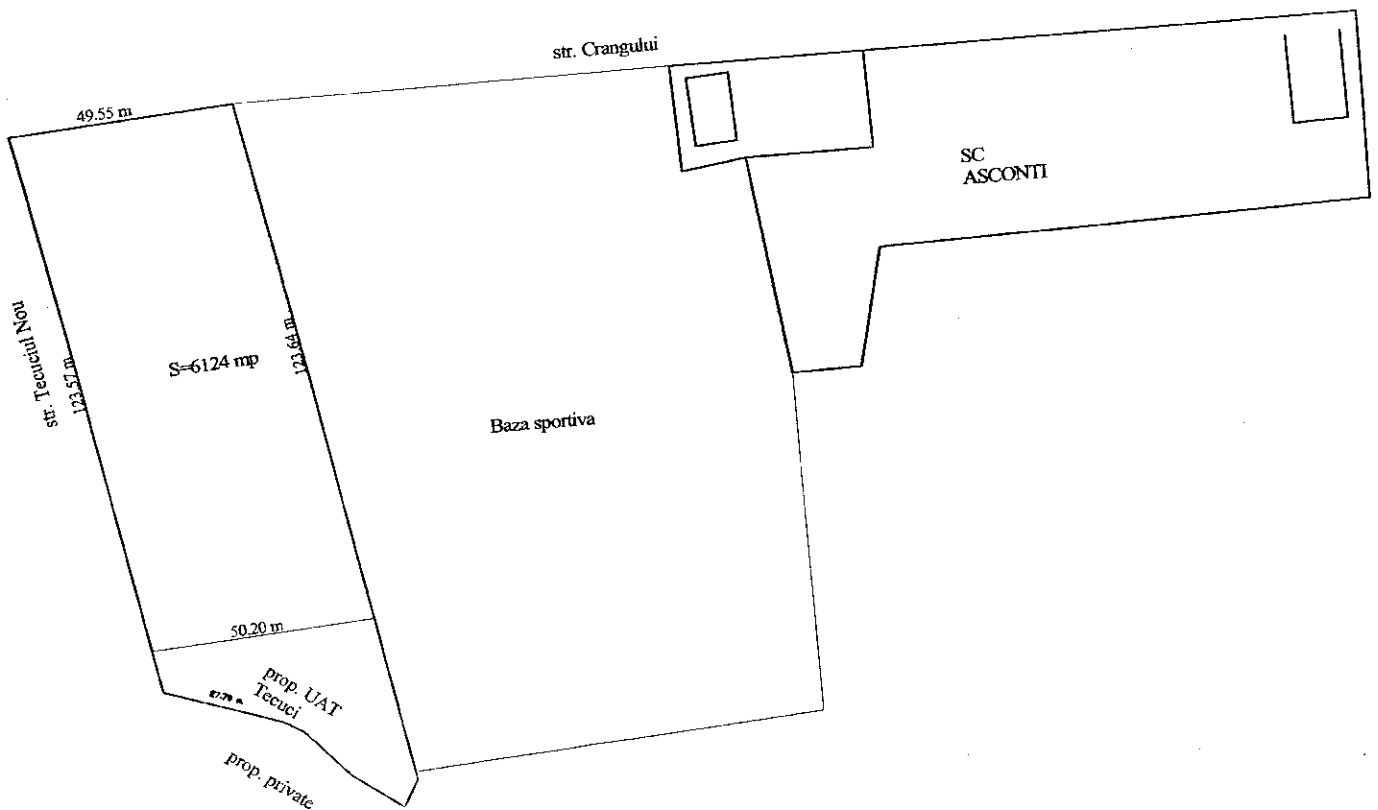 str. Crangului
49.55 m
SC
ASCONTI
str. Tecuciul Nou
123.57 m
S=6124 mp
123.64 m
Baza sportiva
50.20 m
prop. UAT
Tecuci
prop. private